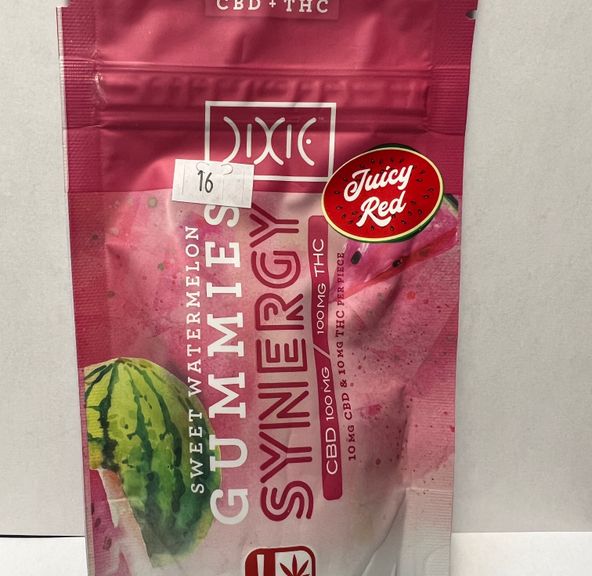 CBD + THC
DIXIE
16
Juicy
Red
SWEET WATERMELON
GUMMIES
SYNERGY
CBD 100 MG / 100 MG THC
10 MG CBD & 10 MG THC PER PIECE